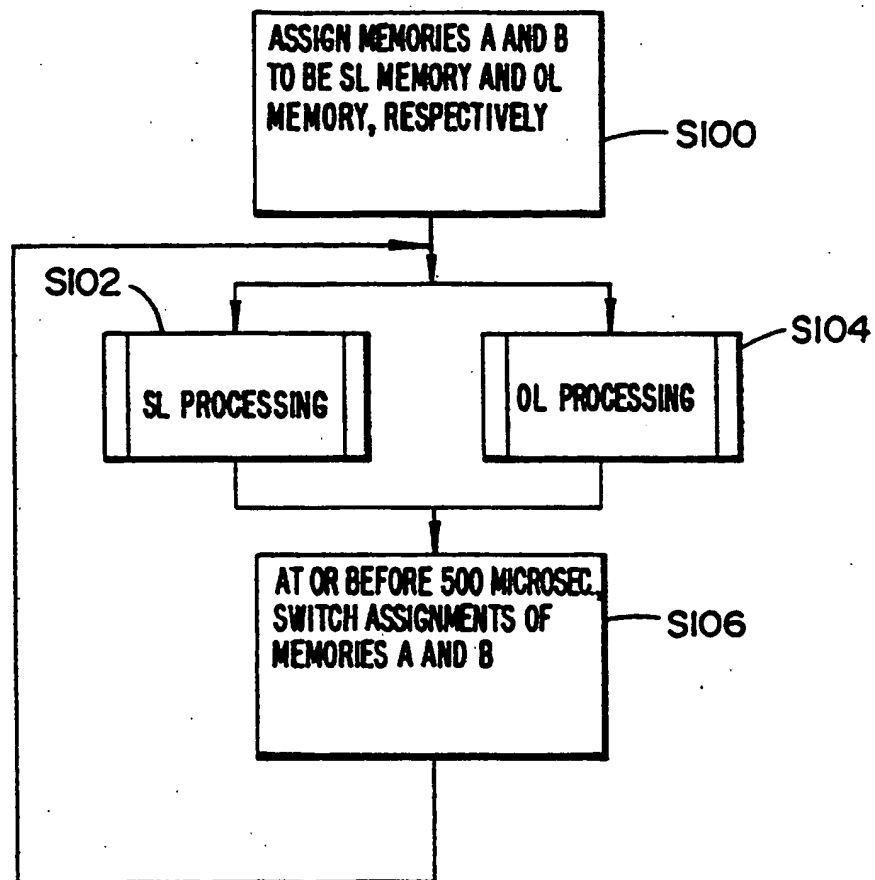 ASSIGN MEMORIES A AND B
TO BE SL MEMORY AND OL
MEMORY, RESPECTIVELY
S100
S102
S104
SL PROCESSING
OL PROCESSING
AT OR BEFORE 500 MICROSEC.
SWITCH ASSIGNMENTS OF
MEMORIES A AND B
S106